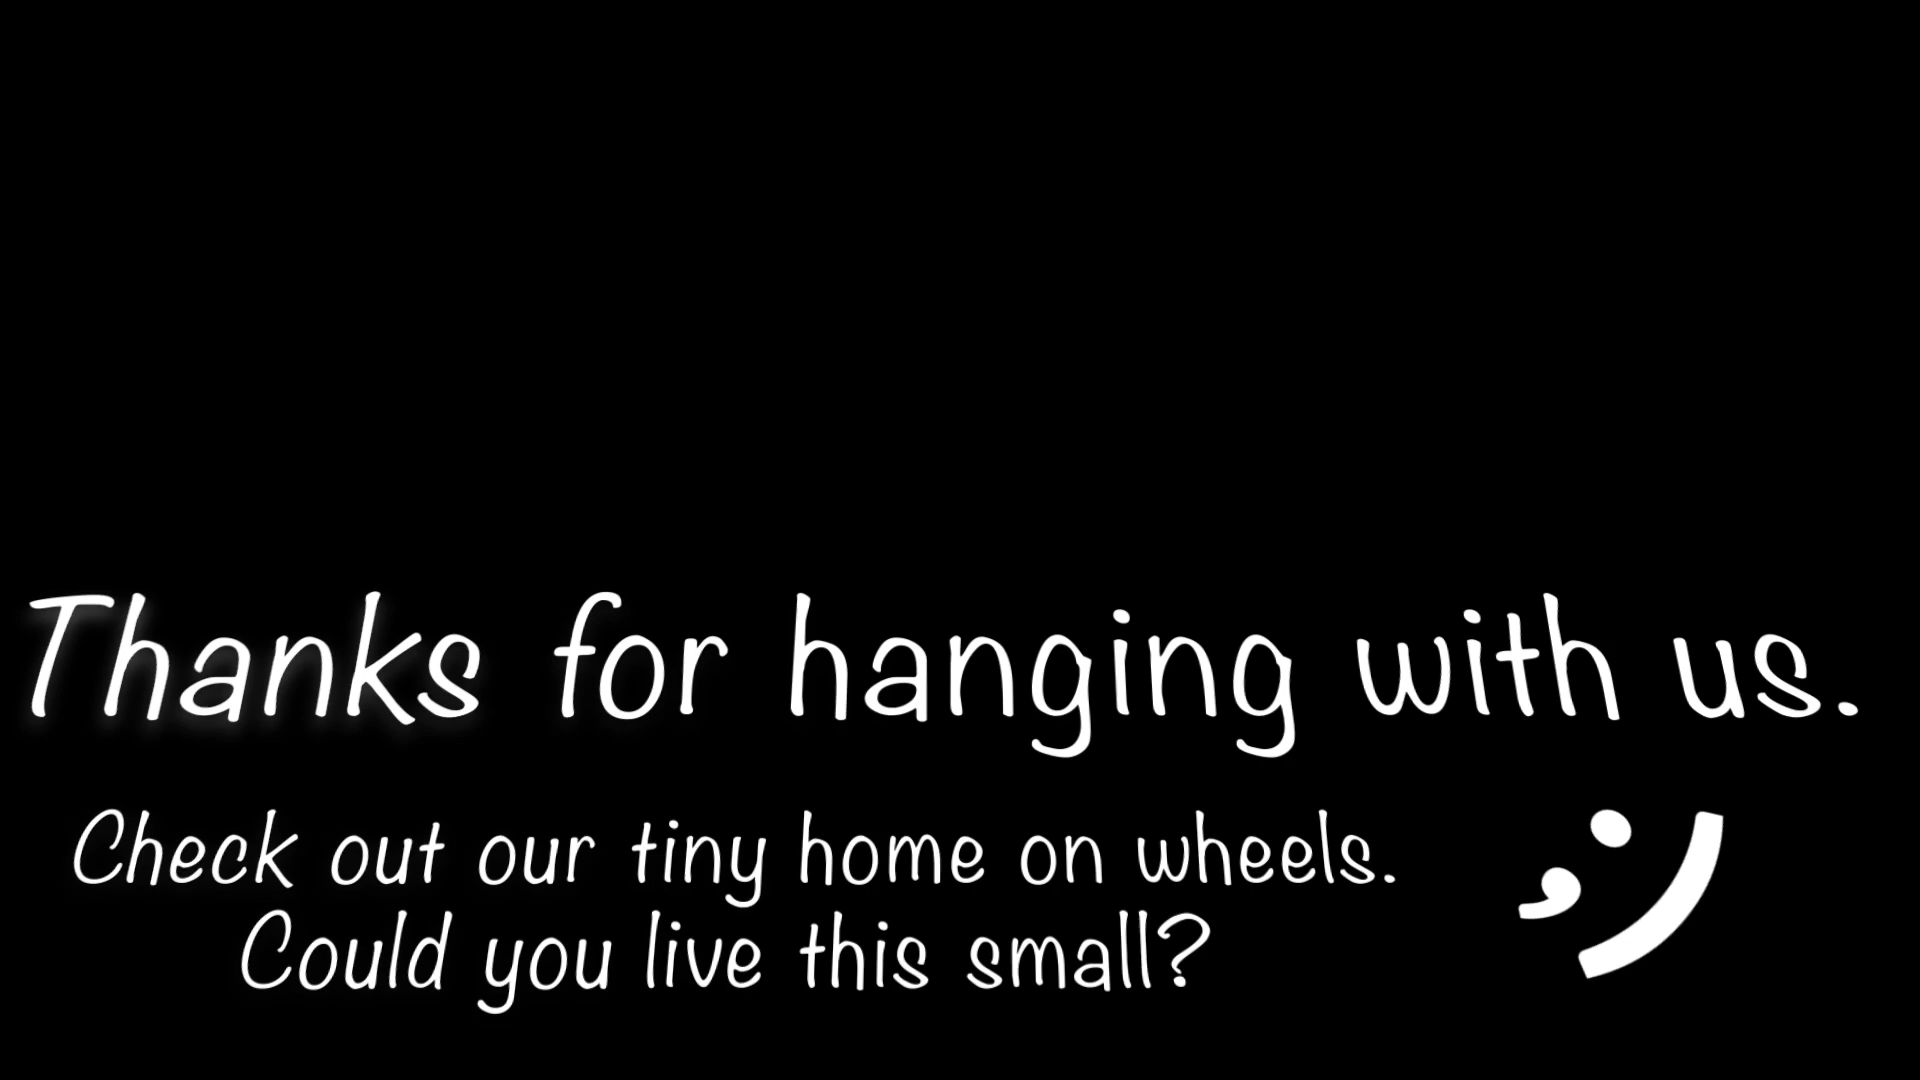 Thanks for hanging with us.
Check out our tiny home on wheels.
Could you live this small?
;)